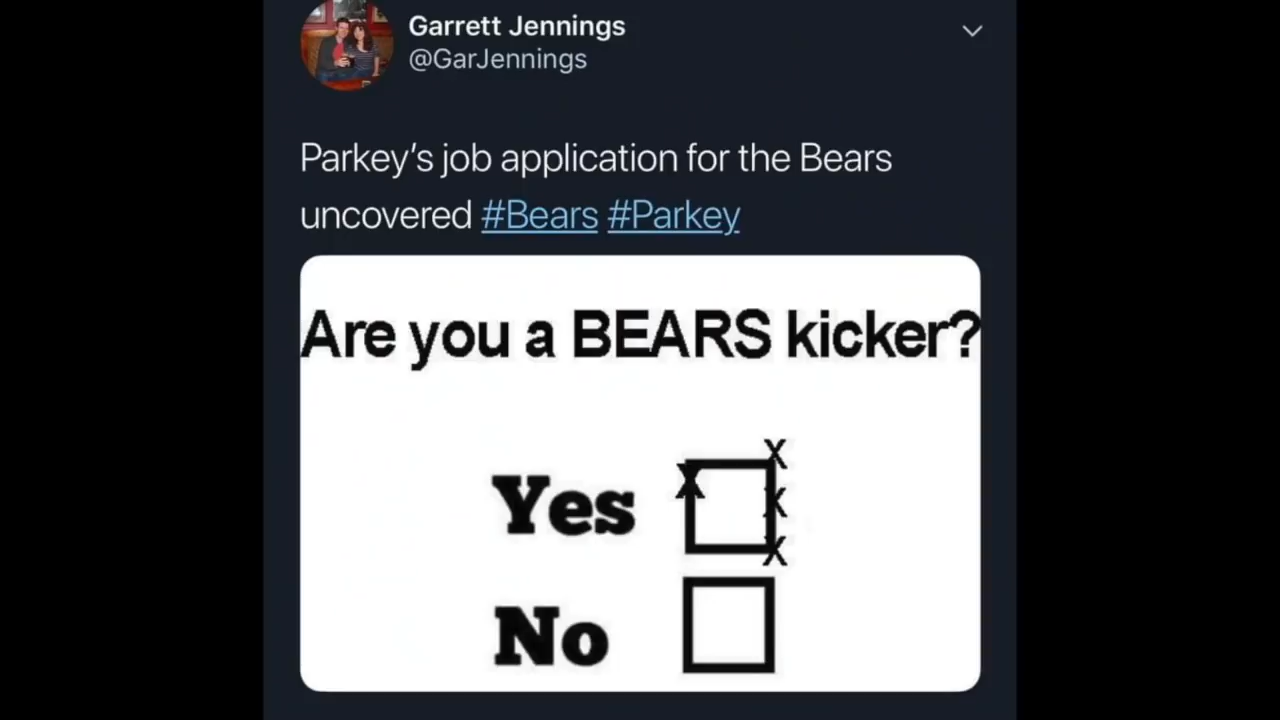 Garrett Jennings
@GarJennings
Parkey's job application for the Bears
uncovered #Bears #Parkey
Are you a BEARS kicker?
X
Yes X X
X
No